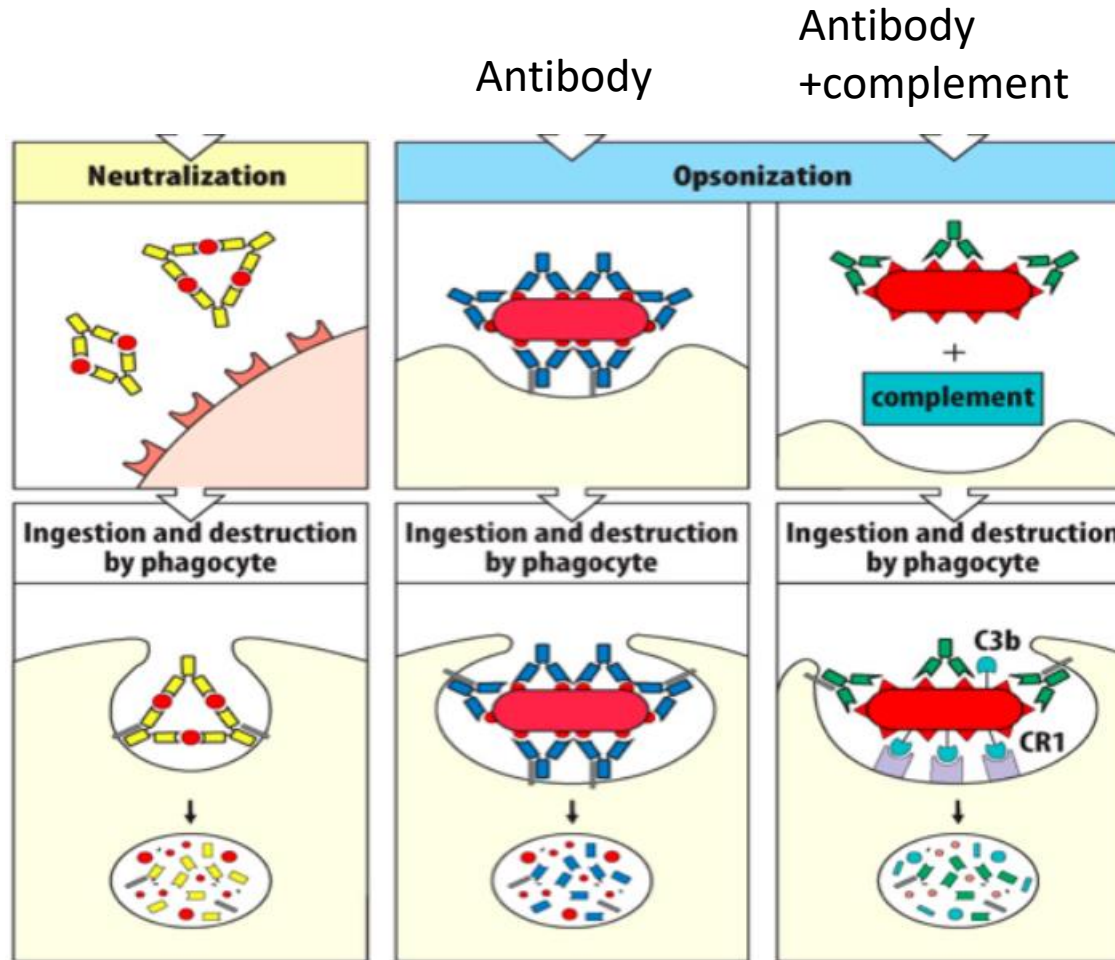 Antibody
Antibody
+complement
Neutralization
Opsonization
+
complement
Ingestion and destruction
by phagocyte
Ingestion and destruction
by phagocyte
Ingestion and destruction
by phagocyte
C3b
CR1